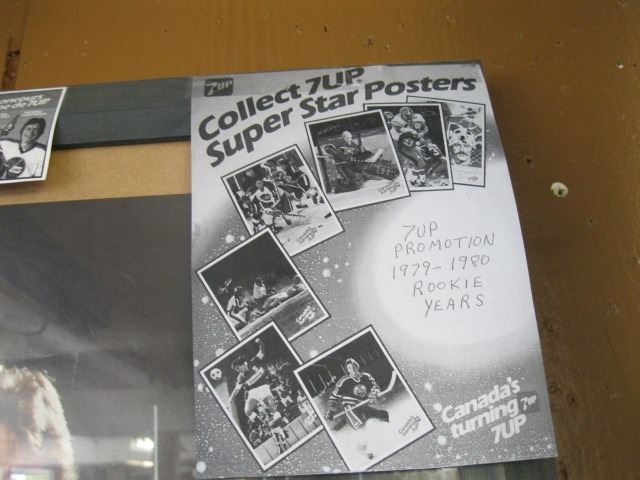 7UP
Collect 7UP
Super Star Posters
7UP
PROMOTION
1979-1980
ROOKIE
YEARS
Canada's
turning 7UP
7UP